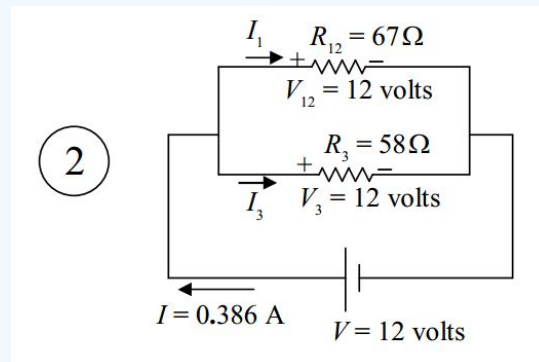 I₁ R₁₂ = 67Ω
+ −
V₁₂ = 12 volts
2
R₃ = 58Ω
+ −
I₃ V₃ = 12 volts
I = 0.386 A
V = 12 volts